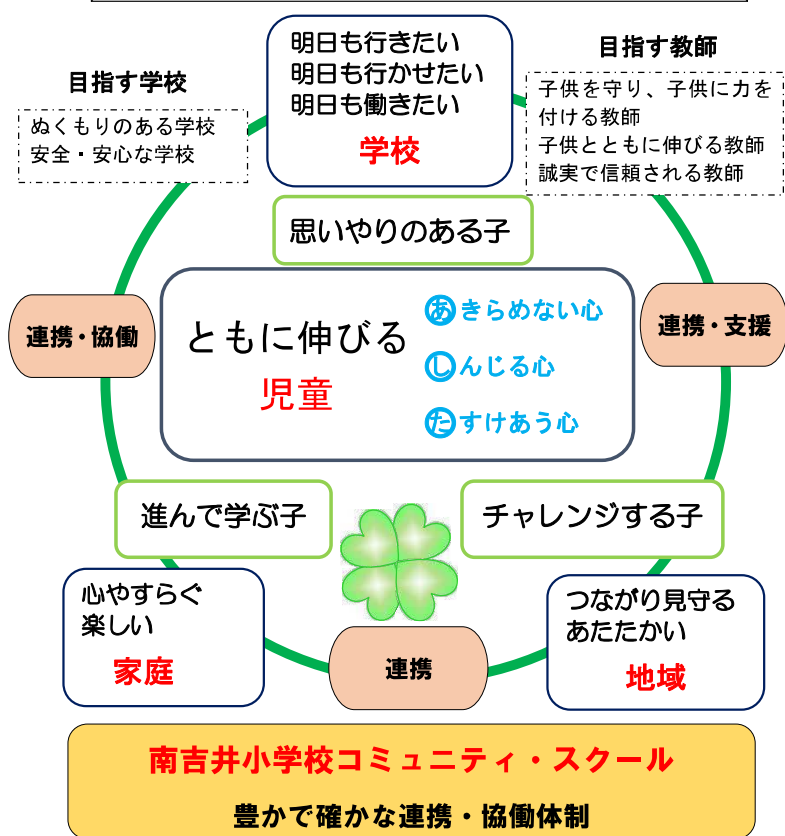 明日も行きたい
明日も行かせたい
明日も働きたい
学校
目指す学校
ぬくもりのある学校
安全・安心な学校
目指す教師
子供を守り、子供に力を
付ける教師
子供とともに伸びる教師
誠実で信頼される教師
思いやりのある子
連携・協働
ともに伸びる
児童
あきらめない心
しんじる心
たすけあう心
連携・支援
進んで学ぶ子
チャレンジする子
心やすらぐ
楽しい
家庭
連携
つながり見守る
あたたかい
地域
南吉井小学校コミュニティ・スクール
豊かで確かな連携・協働体制